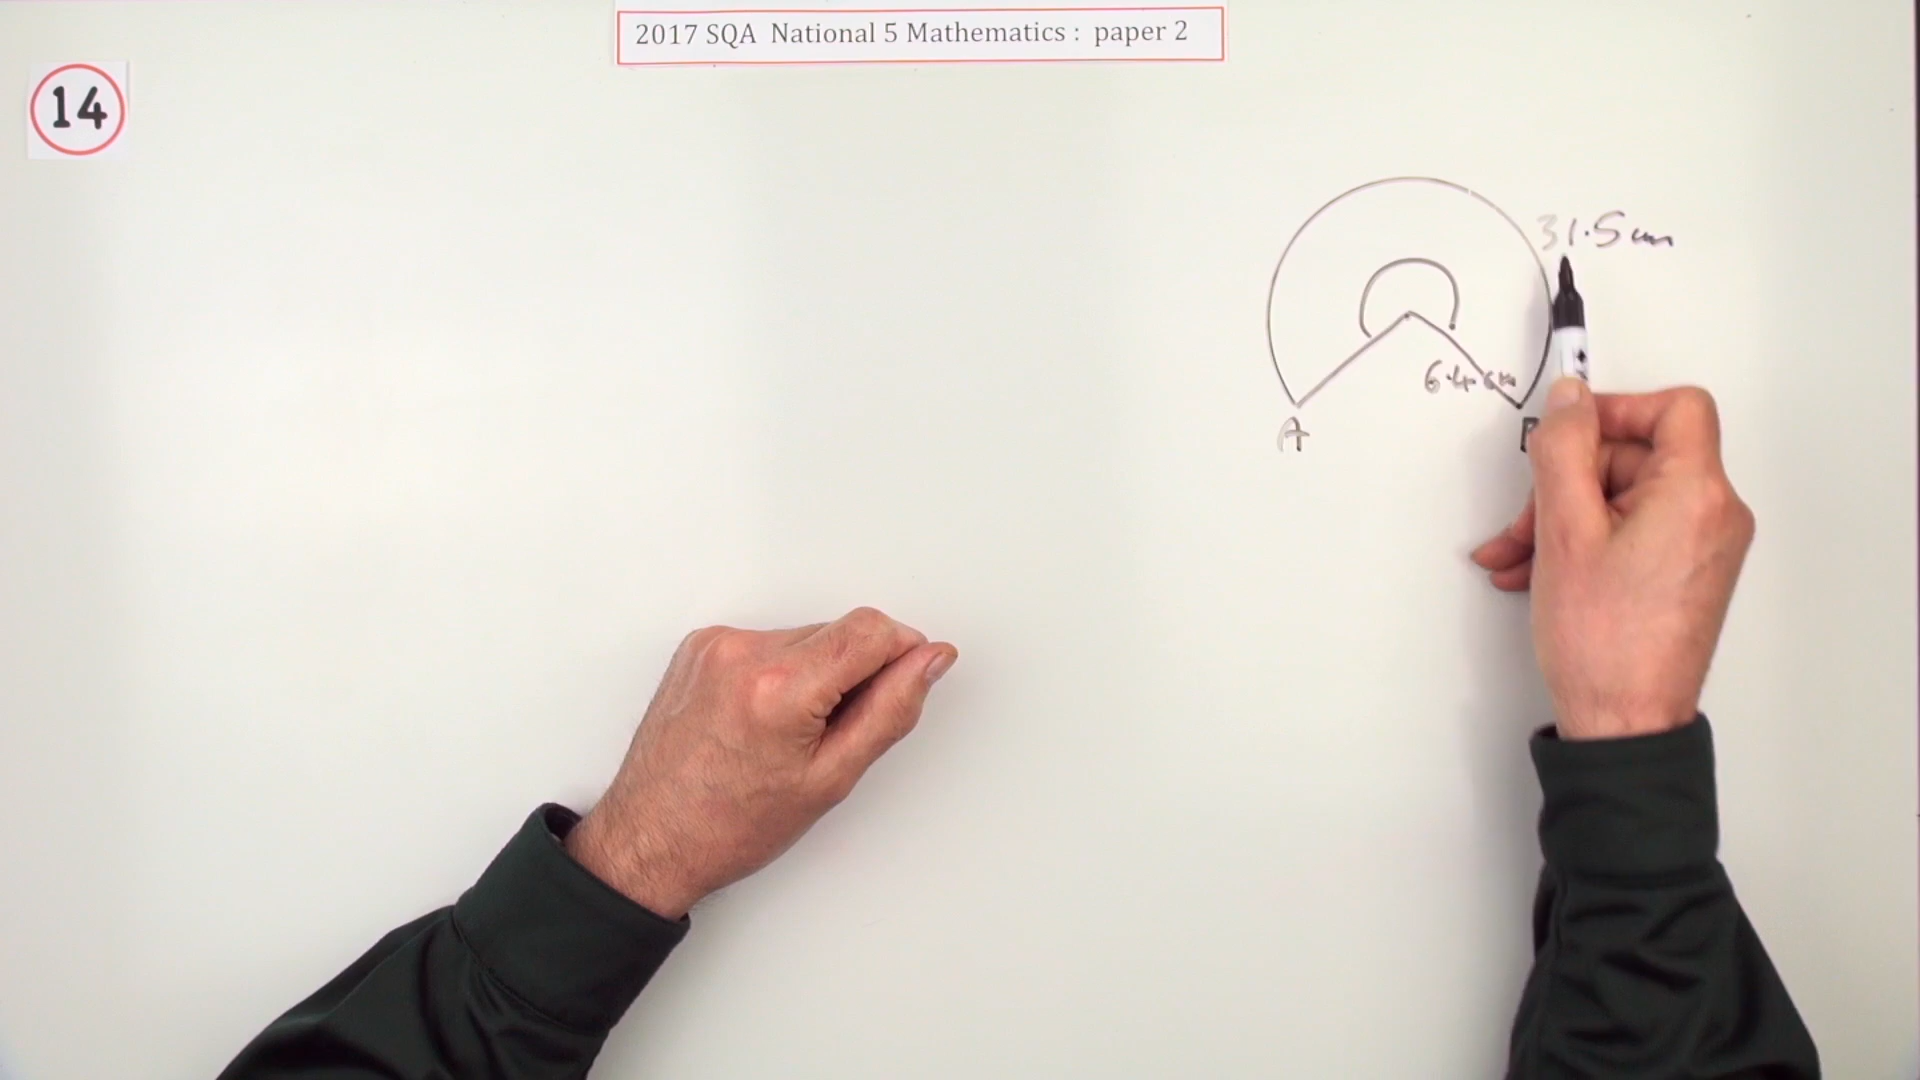 2017 SQA National 5 Mathematics : paper 2
14
31.5cm
6.4cm
A
B